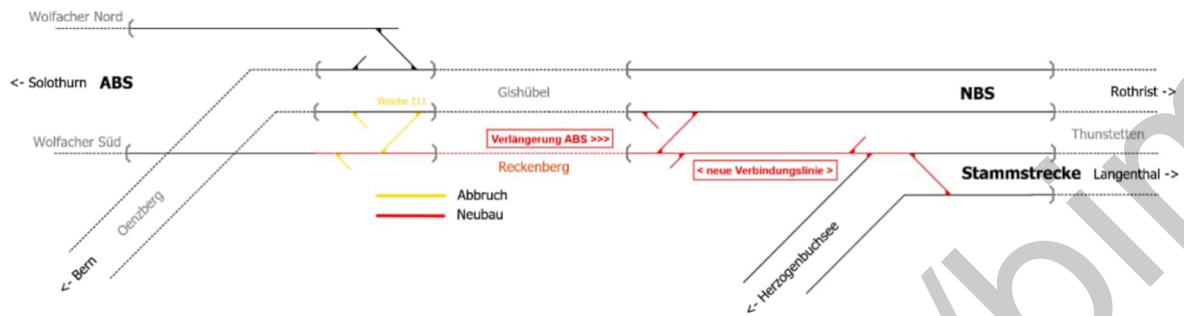 Wolfacher Nord
<- Solothurn ABS
Gishübel
NBS
Rothrist ->
Weiche 111
Wolfacher Süd
Verlängerung ABS >>>
Thunstetten
Reckenberg
< neue Verbindungslinie >
Stammstrecke Langenthal ->
Abbruch
Neubau
Oenzberg
<- Bern
<- Herzogenbuchsee